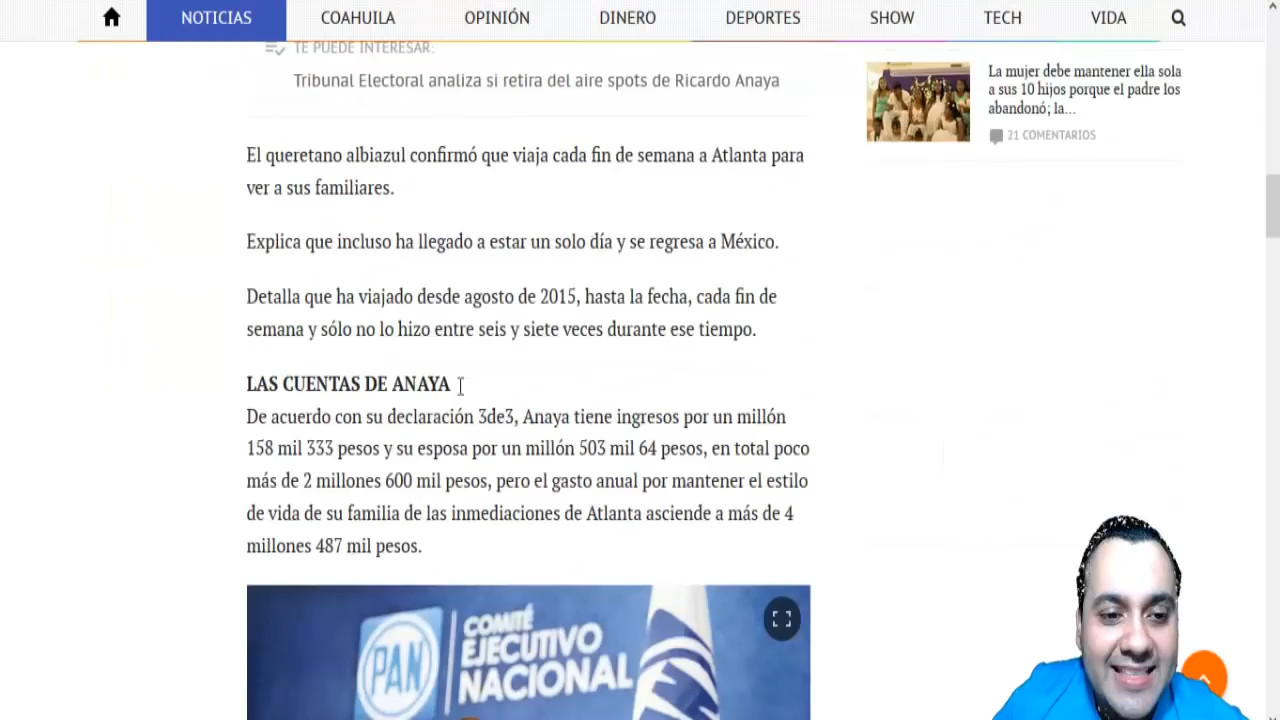 NOTICIAS COAHUILA OPINIÓN DINERO DEPORTES SHOW TECH VIDA
TE PUEDE INTERESAR:
Tribunal Electoral analiza si retira del aire spots de Ricardo Anaya
El queretano albiazul confirmó que viaja cada fin de semana a Atlanta para
ver a sus familiares.
Explica que incluso ha llegado a estar un solo día y se regresa a México.
Detalla que ha viajado desde agosto de 2015, hasta la fecha, cada fin de
semana y sólo no lo hizo entre seis y siete veces durante ese tiempo.
LAS CUENTAS DE ANAYA
De acuerdo con su declaración 3de3, Anaya tiene ingresos por un millón
158 mil 333 pesos y su esposa por un millón 503 mil 64 pesos, en total poco
más de 2 millones 600 mil pesos, pero el gasto anual por mantener el estilo
de vida de su familia de las inmediaciones de Atlanta asciende a más de 4
millones 487 mil pesos.
PAN
COMITÉ
EJECUTIVO
NACIONAL
La mujer debe mantener ella sola
a sus 10 hijos porque el padre los
abandonó; la...
21 COMENTARIOS